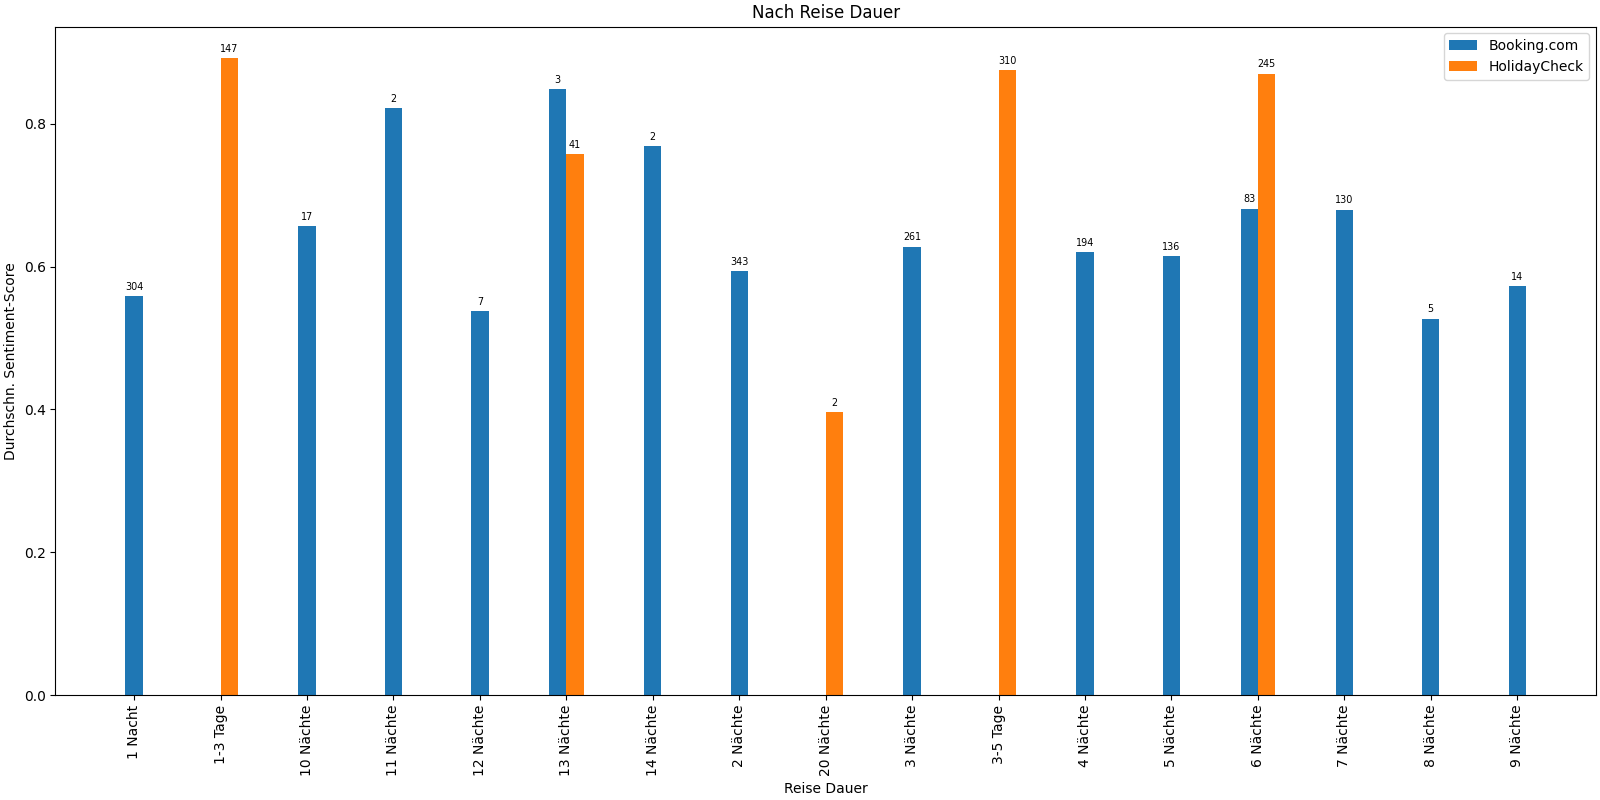 Nach Reise Dauer
Booking.com
HolidayCheck
Durchschn. Sentiment-Score
0.8
0.6
0.4
0.2
0.0
304
147
17
2
7
3
41
2
343
2
261
310
194
136
83
245
130
5
14
1 Nacht
1-3 Tage
10 Nächte
11 Nächte
12 Nächte
13 Nächte
14 Nächte
2 Nächte
20 Nächte
3 Nächte
3-5 Tage
4 Nächte
5 Nächte
6 Nächte
7 Nächte
8 Nächte
9 Nächte
Reise Dauer